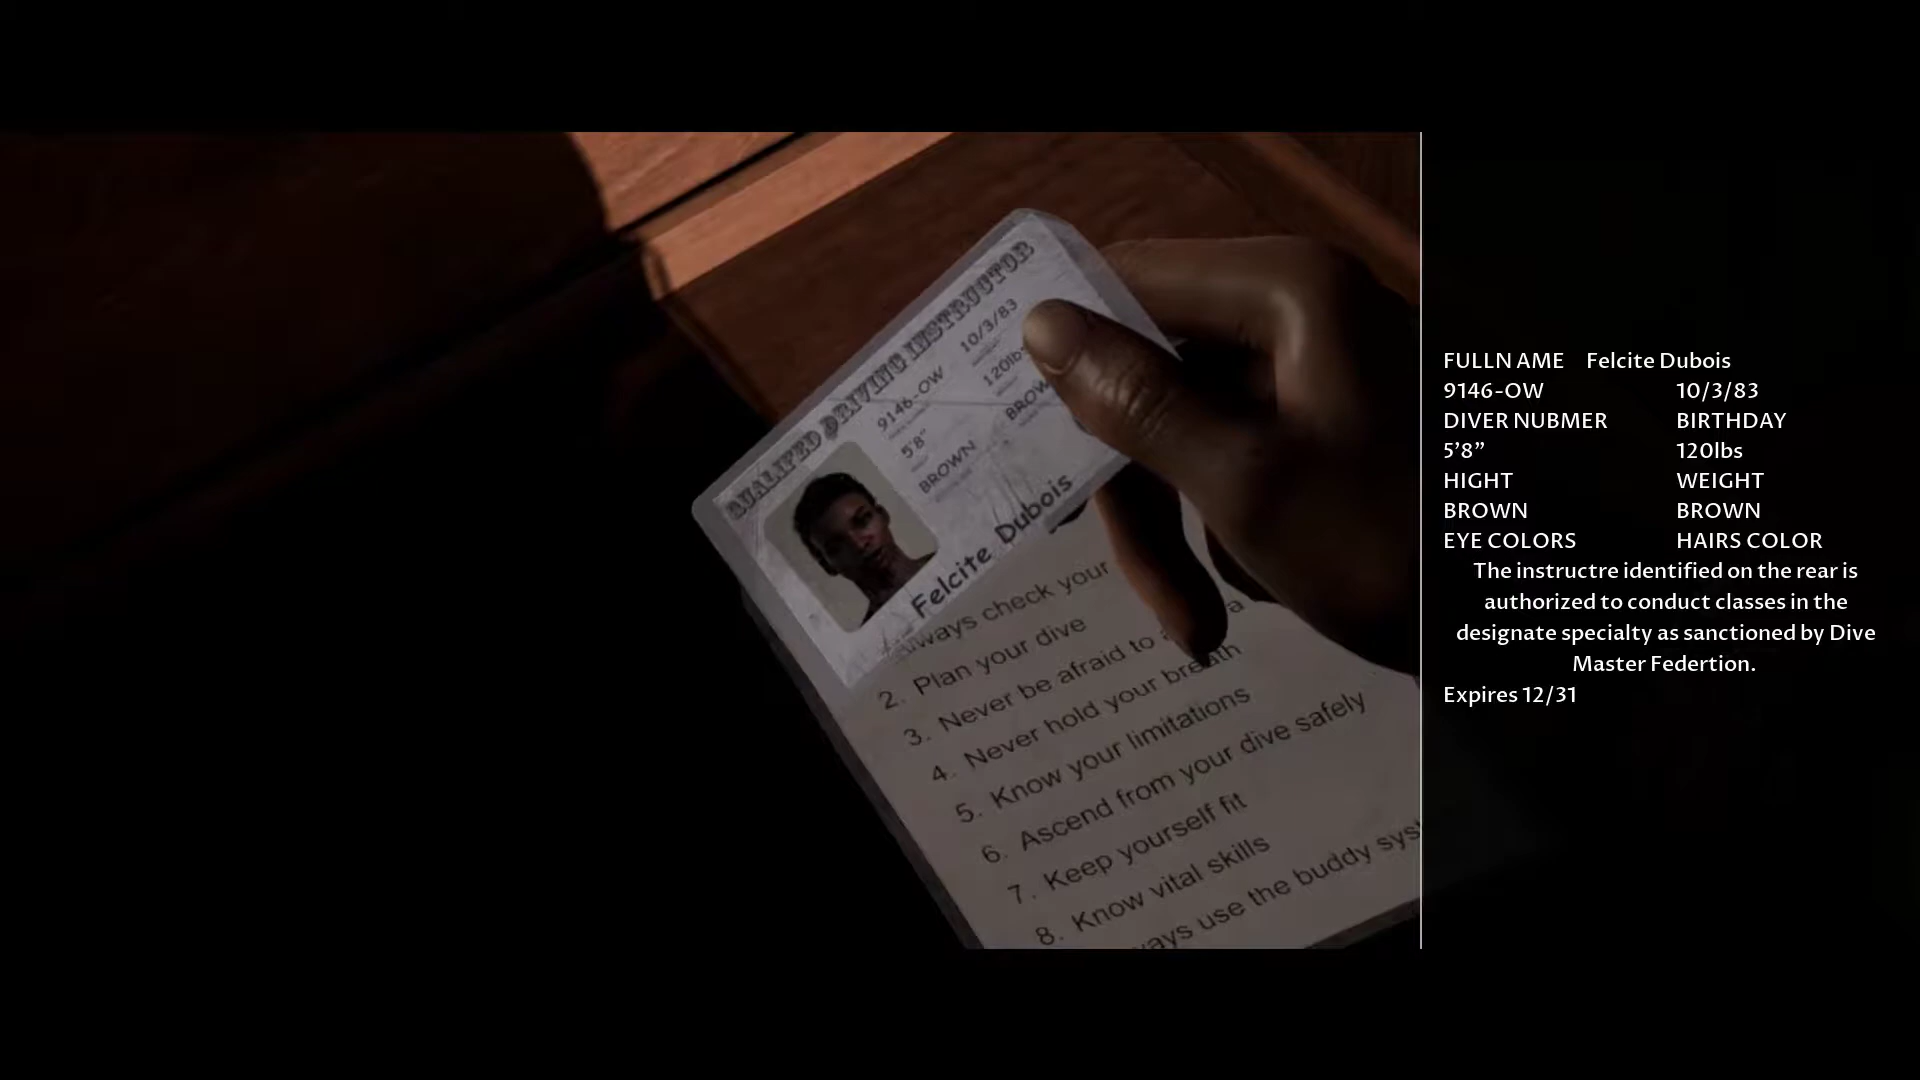 QUALIFED DRIVING INSTRUCTOR
9146-OW 10/3/83
5'8" 120lbs
BROWN BROW
Felcite Dubois
Always check your
2. Plan your dive
3. Never be afraid to a
4. Never hold your breath
5. Know your limitations
6. Ascend from your dive safely
7. Keep yourself fit
8. Know vital skills
ways use the buddy syst
FULLN AME Felcite Dubois
9146-OW 10/3/83
DIVER NUBMER BIRTHDAY
5’8” 120lbs
HIGHT WEIGHT
BROWN BROWN
EYE COLORS HAIRS COLOR
The instructre identified on the rear is
authorized to conduct classes in the
designate specialty as sanctioned by Dive
Master Federtion.
Expires 12/31